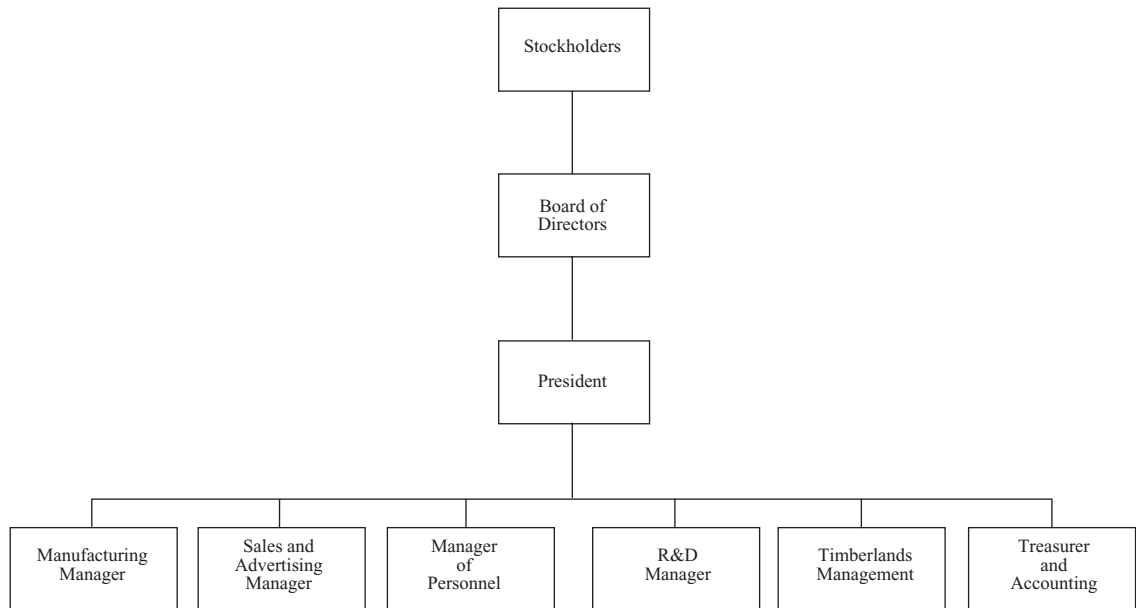 Stockholders
Board of
Directors
President
Manufacturing
Manager
Sales and
Advertising
Manager
Manager
of
Personnel
R&D
Manager
Timberlands
Management
Treasurer
and
Accounting